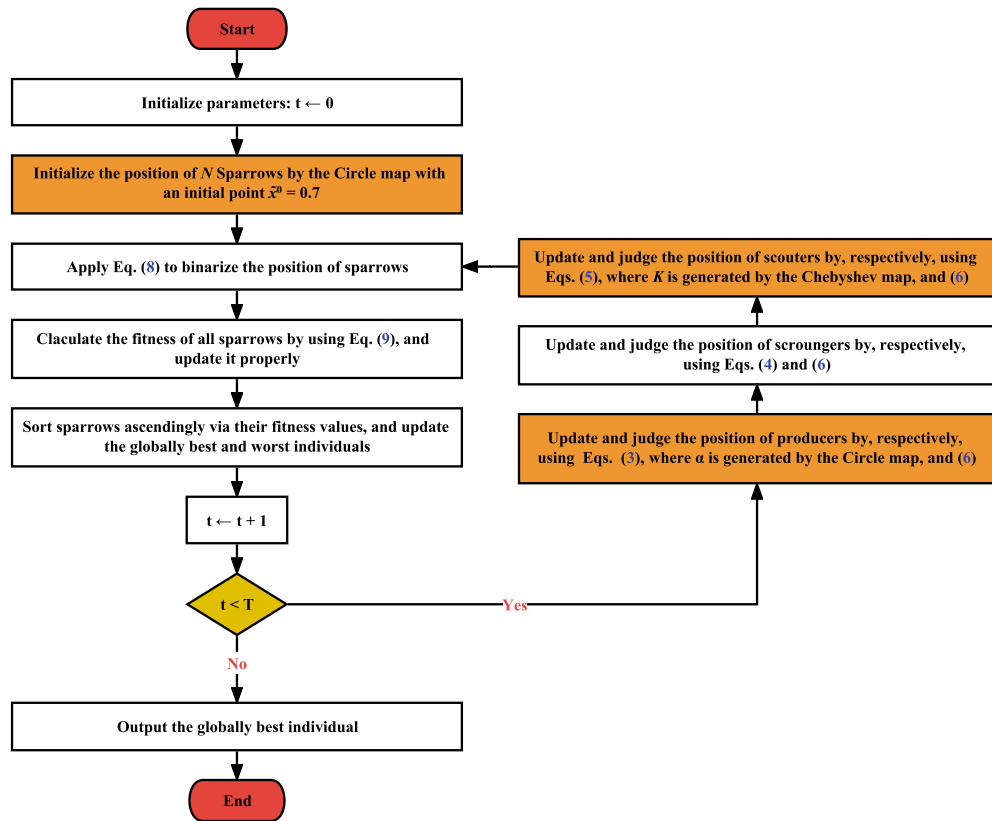 Start
Initialize parameters: t ← 0
Initialize the position of N Sparrows by the Circle map with
an initial point x̃⁰ = 0.7
Apply Eq. (8) to binarize the position of sparrows
Claculate the fitness of all sparrows by using Eq. (9), and
update it properly
Sort sparrows ascendingly via their fitness values, and update
the globally best and worst individuals
t ← t + 1
t < T
Yes
No
Update and judge the position of producers by, respectively,
using Eqs. (3), where α is generated by the Circle map, and (6)
Update and judge the position of scroungers by, respectively,
using Eqs. (4) and (6)
Update and judge the position of scouters by, respectively, using
Eqs. (5), where K is generated by the Chebyshev map, and (6)
Output the globally best individual
End